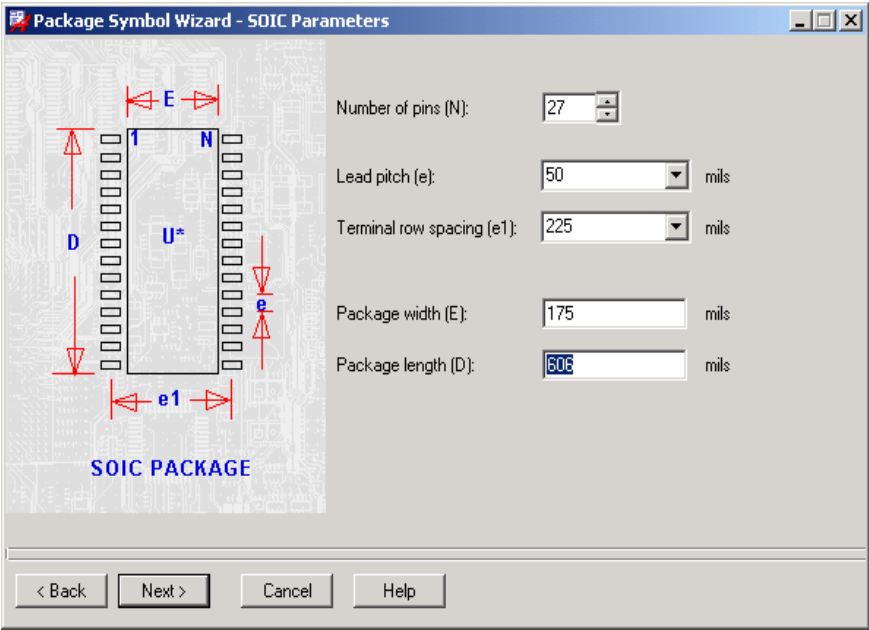 Package Symbol Wizard - SOIC Parameters
E
1 N
D
U*
e
e1
SOIC PACKAGE
Number of pins (N): 27
Lead pitch (e): 50 mils
Terminal row spacing (e1): 225 mils
Package width (E): 175 mils
Package length (D): 606 mils
< Back Next > Cancel Help